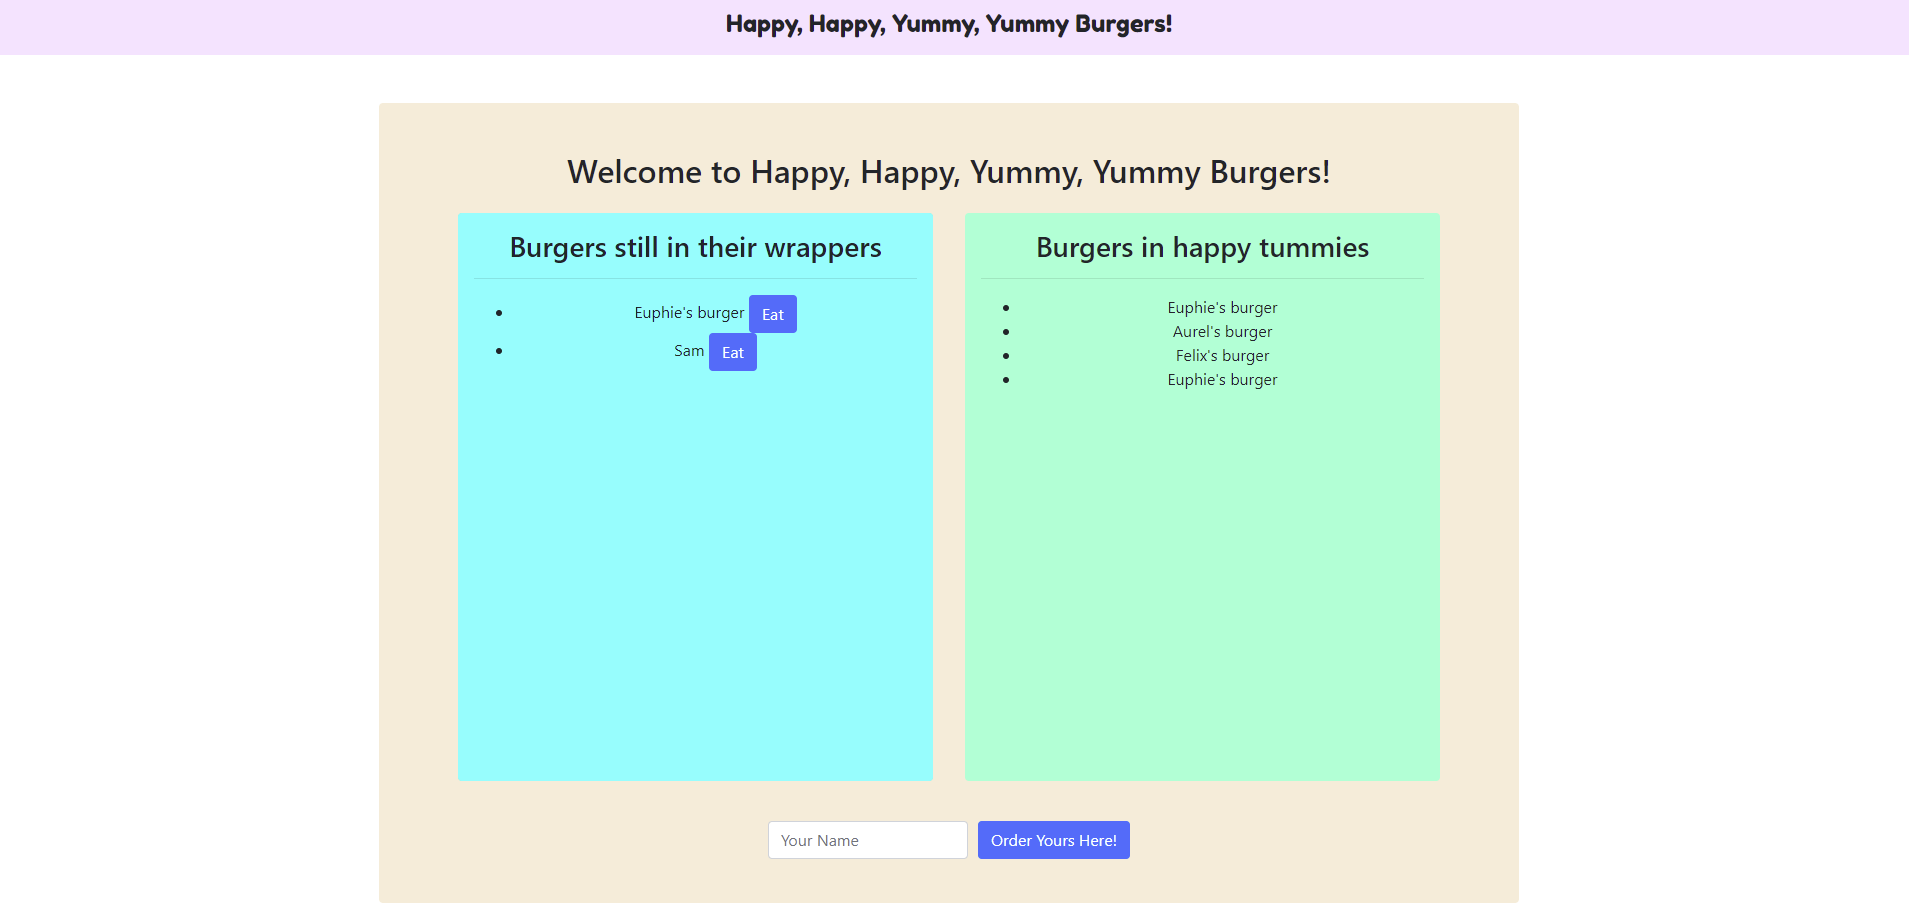 Happy, Happy, Yummy, Yummy Burgers!
Welcome to Happy, Happy, Yummy, Yummy Burgers!
Burgers still in their wrappers
Euphie's burger Eat
Sam Eat
Burgers in happy tummies
Euphie's burger
Aurel's burger
Felix's burger
Euphie's burger
Your Name Order Yours Here!